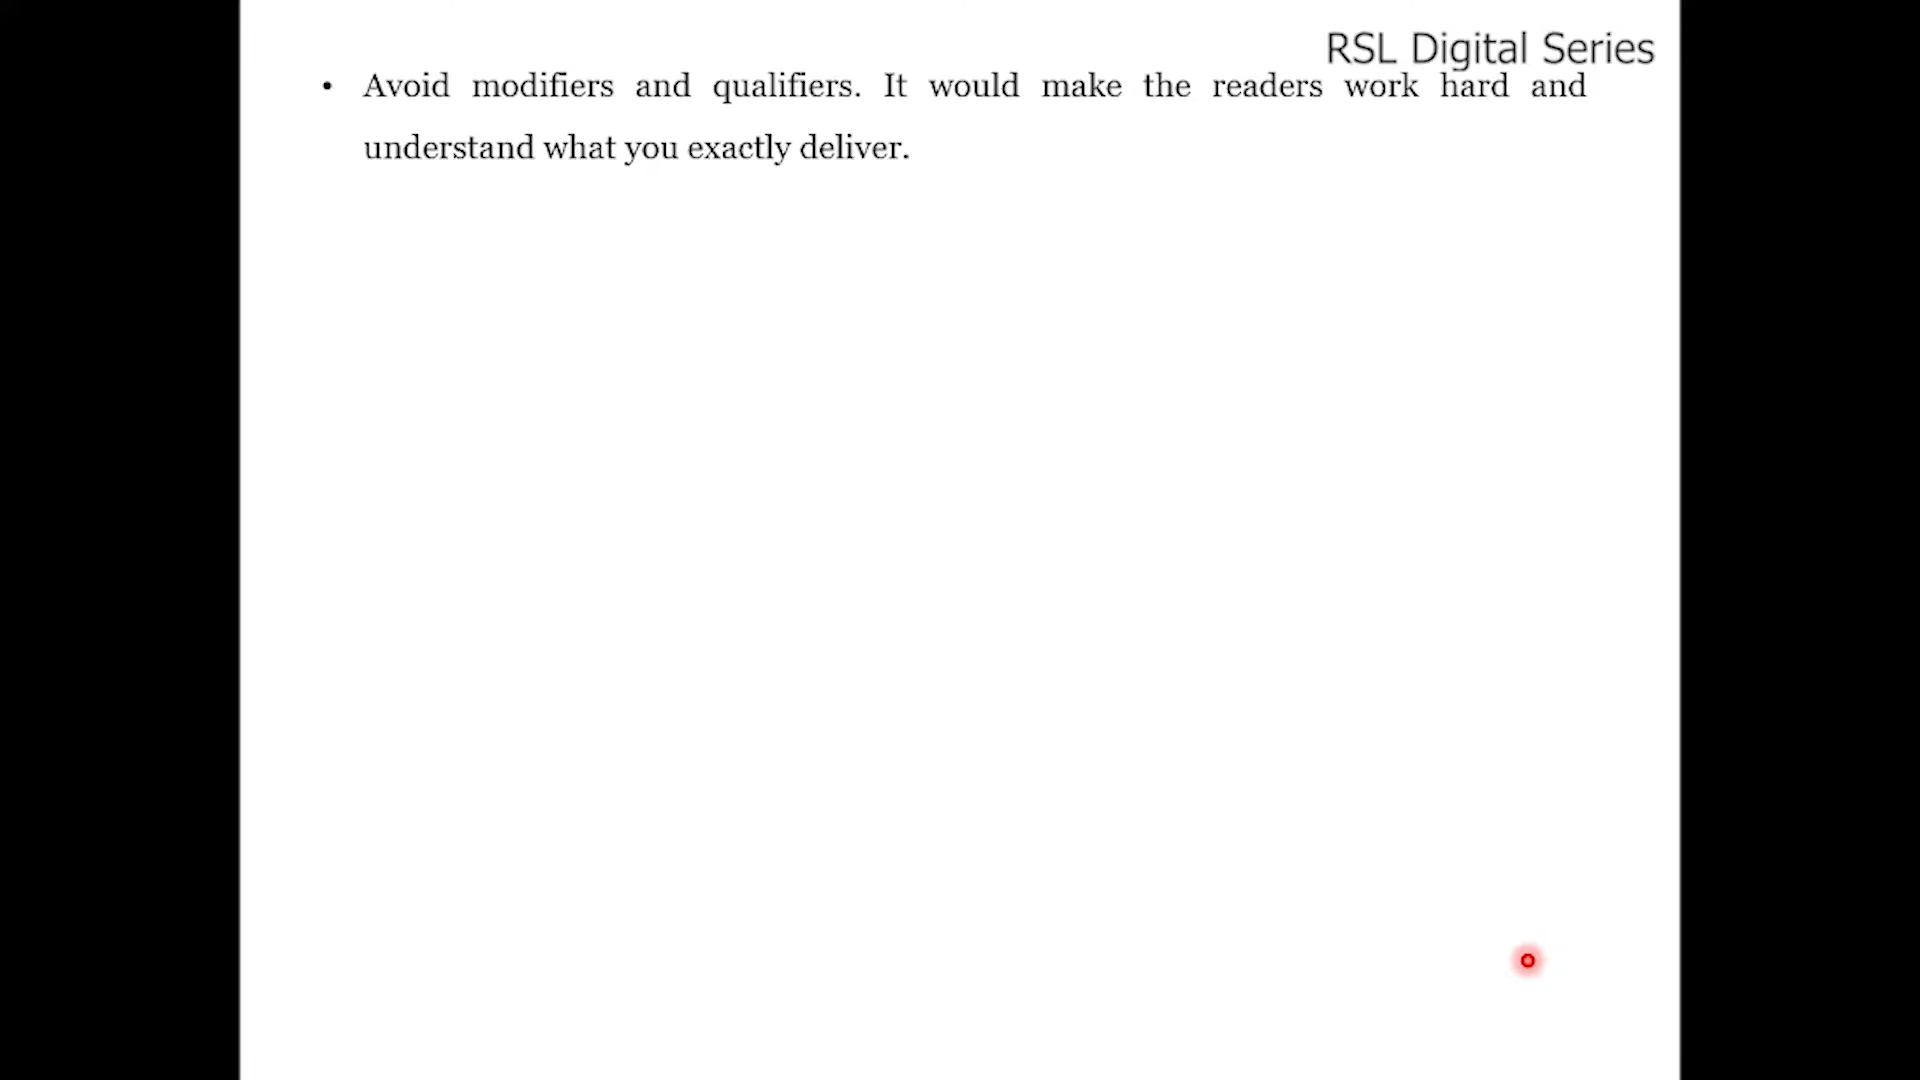 RSL Digital Series
• Avoid modifiers and qualifiers. It would make the readers work hard and
understand what you exactly deliver.